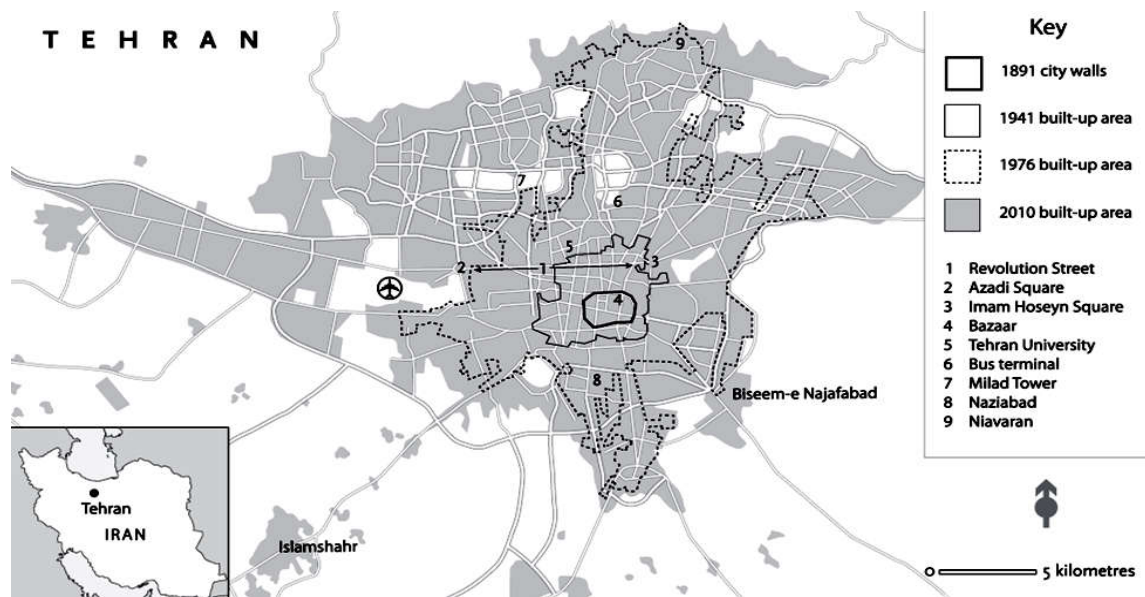 TEHRAN
Key
1891 city walls
1941 built-up area
1976 built-up area
2010 built-up area
1 Revolution Street
2 Azadi Square
3 Imam Hoseyn Square
4 Bazaar
5 Tehran University
6 Bus terminal
7 Milad Tower
8 Naziabad
9 Niavaran
9
7
6
5
2
1
3
4
8
Biseem-e Najafabad
Islamshahr
Tehran
IRAN
5 kilometres